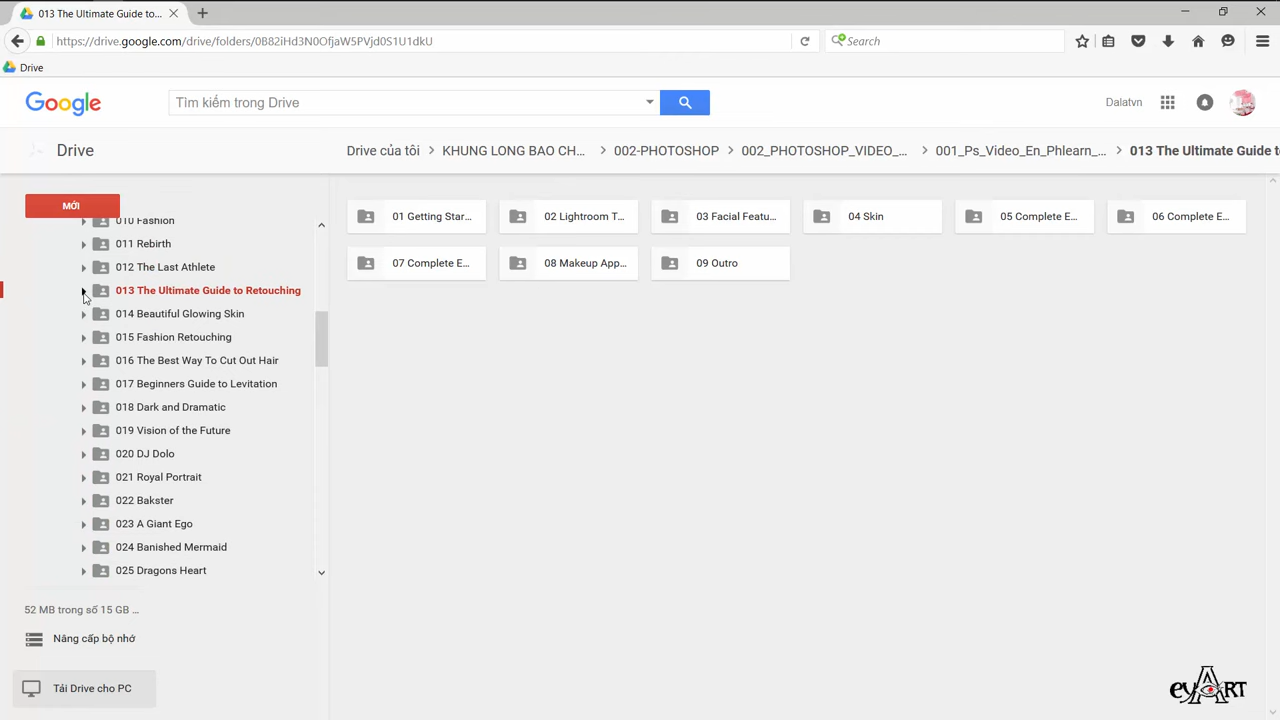 013 The Ultimate Guide to...
https://drive.google.com/drive/folders/0B82iHd3N0OfjaW5PVjd0S1U1dkU
Search
Drive
Google
Tìm kiếm trong Drive
Dalatvn
Drive
Drive của tôi
KHUNG LONG BAO CH...
002-PHOTOSHOP
002_PHOTOSHOP_VIDEO_...
001_Ps_Video_En_Phlearn_...
013 The Ultimate Guide to
MỚI
010 Fashion
011 Rebirth
012 The Last Athlete
013 The Ultimate Guide to Retouching
014 Beautiful Glowing Skin
015 Fashion Retouching
016 The Best Way To Cut Out Hair
017 Beginners Guide to Levitation
018 Dark and Dramatic
019 Vision of the Future
020 DJ Dolo
021 Royal Portrait
022 Bakster
023 A Giant Ego
024 Banished Mermaid
025 Dragons Heart
01 Getting Star...
02 Lightroom T...
03 Facial Featu...
04 Skin
05 Complete E...
06 Complete E...
07 Complete E...
08 Makeup App...
09 Outro
52 MB trong số 15 GB ...
Nâng cấp bộ nhớ
Tải Drive cho PC
eyART